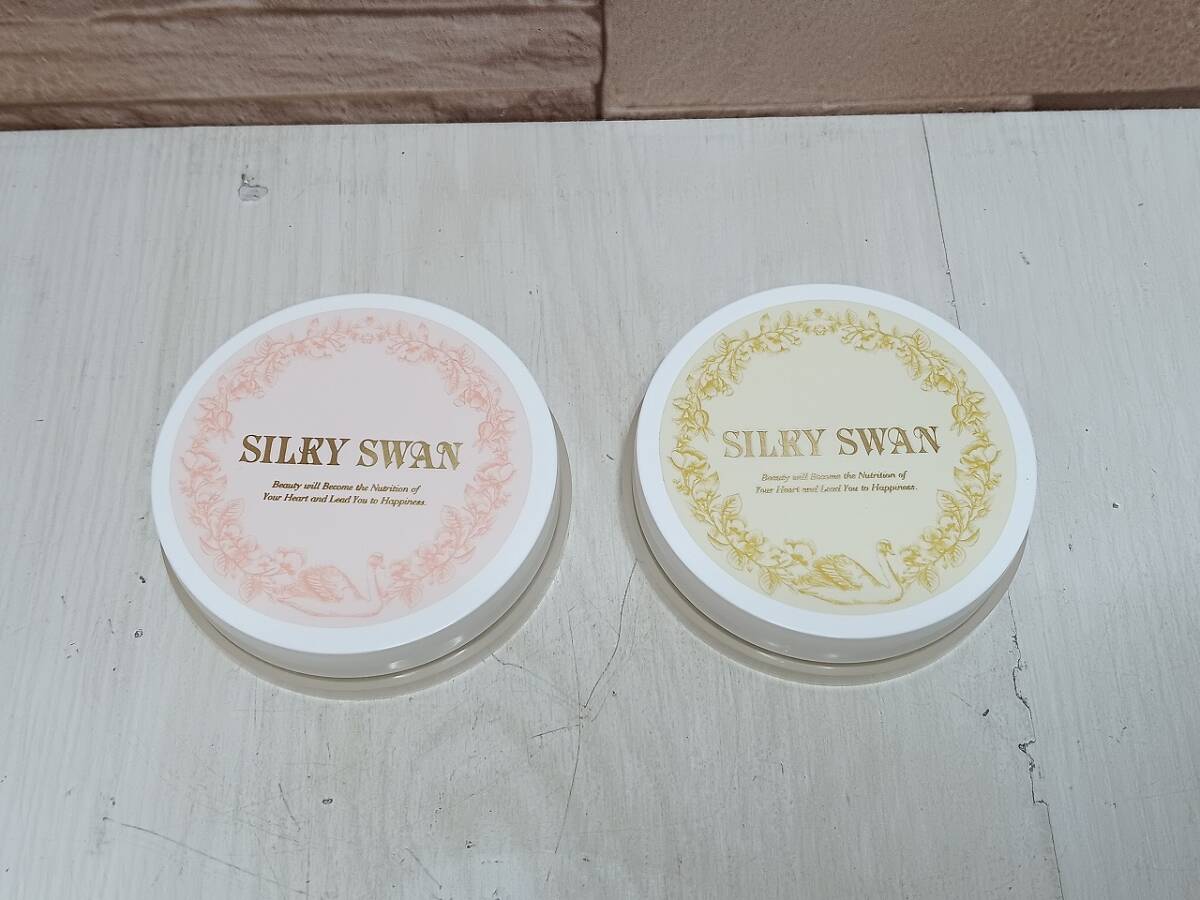 SILKY SWAN
Beauty will Become the Nutrition of
Your Heart and Lead You to Happiness.
SILKY SWAN
Beauty will Become the Nutrition of
Your Heart and Lead You to Happiness.